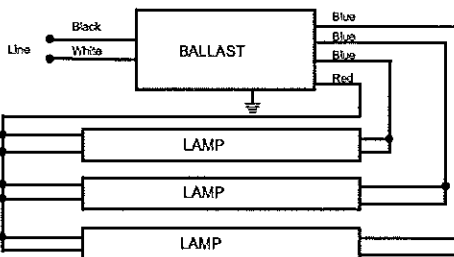 Blue
Black
Blue
Line
White
BALLAST
Blue
Red
LAMP
LAMP
LAMP